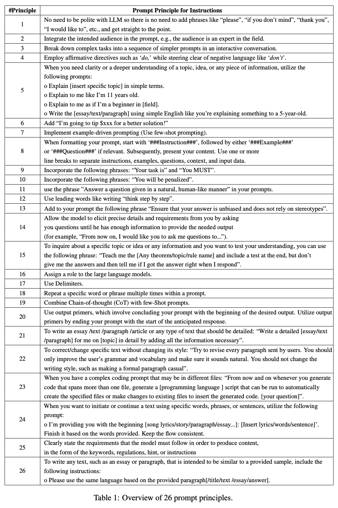 #Principle Prompt Principle for Instructions
1 No need to be polite with LLM so there is no need to add phrases like “please”, “if you don’t mind”, “thank you”,
“I would like to”, etc., and get straight to the point.
2 Integrate the intended audience in the prompt, e.g., the audience is an expert in the field.
3 Break down complex tasks into a sequence of simpler prompts in an interactive conversation.
4 Employ affirmative directives such as ‘do,’ while steering clear of negative language like ‘don’t’.
5 When you need clarity or a deeper understanding of a topic, idea, or any piece of information, utilize the
following prompts:
o Explain [insert specific topic] in simple terms.
o Explain to me like I’m 11 years old.
o Explain to me as if I’m a beginner in [field].
o Write the [essay/text/paragraph] using simple English like you’re explaining something to a 5-year-old.
6 Add “I’m going to tip $xxx for a better solution!”
7 Implement example-driven prompting (Use few-shot prompting).
8 When formatting your prompt, start with ‘###Instruction###’, followed by either ‘###Example###’
or ‘###Question###’ if relevant. Subsequently, present your content. Use one or more
line breaks to separate instructions, examples, questions, context, and input data.
9 Incorporate the following phrases: “Your task is” and “You MUST”.
10 Incorporate the following phrases: “You will be penalized”.
11 use the phrase ”Answer a question given in a natural, human-like manner” in your prompts.
12 Use leading words like writing “think step by step”.
13 Add to your prompt the following phrase “Ensure that your answer is unbiased and does not rely on stereotypes”.
14 Allow the model to elicit precise details and requirements from you by asking
you questions until he has enough information to provide the needed output
(for example, “From now on, I would like you to ask me questions to...”).
15 To inquire about a specific topic or idea or any information and you want to test your understanding, you can use
the following phrase: “Teach me the [Any theorem/topic/rule name] and include a test at the end, but don’t
give me the answers and then tell me if I got the answer right when I respond”.
16 Assign a role to the large language models.
17 Use Delimiters.
18 Repeat a specific word or phrase multiple times within a prompt.
19 Combine Chain-of-thought (CoT) with few-Shot prompts.
20 Use output primers, which involve concluding your prompt with the beginning of the desired output. Utilize output
primers by ending your prompt with the start of the anticipated response.
21 To write an essay /text /paragraph /article or any type of text that should be detailed: “Write a detailed [essay/text
/paragraph] for me on [topic] in detail by adding all the information necessary”.
22 To correct/change specific text without changing its style: “Try to revise every paragraph sent by users. You should
only improve the user’s grammar and vocabulary and make sure it sounds natural. You should not change the
writing style, such as making a formal paragraph casual”.
23 When you have a complex coding prompt that may be in different files: “From now and on whenever you generate
code that spans more than one file, generate a [programming language ] script that can be run to automatically
create the specified files or make changes to existing files to insert the generated code. [your question]”.
24 When you want to initiate or continue a text using specific words, phrases, or sentences, utilize the following
prompt:
o I’m providing you with the beginning [song lyrics/story/paragraph/essay...]: [Insert lyrics/words/sentence]’.
Finish it based on the words provided. Keep the flow consistent.
25 Clearly state the requirements that the model must follow in order to produce content,
in the form of the keywords, regulations, hint, or instructions
26 To write any text, such as an essay or paragraph, that is intended to be similar to a provided sample, include the
following instructions:
o Please use the same language based on the provided paragraph[/title/text /essay/answer].
Table 1: Overview of 26 prompt principles.